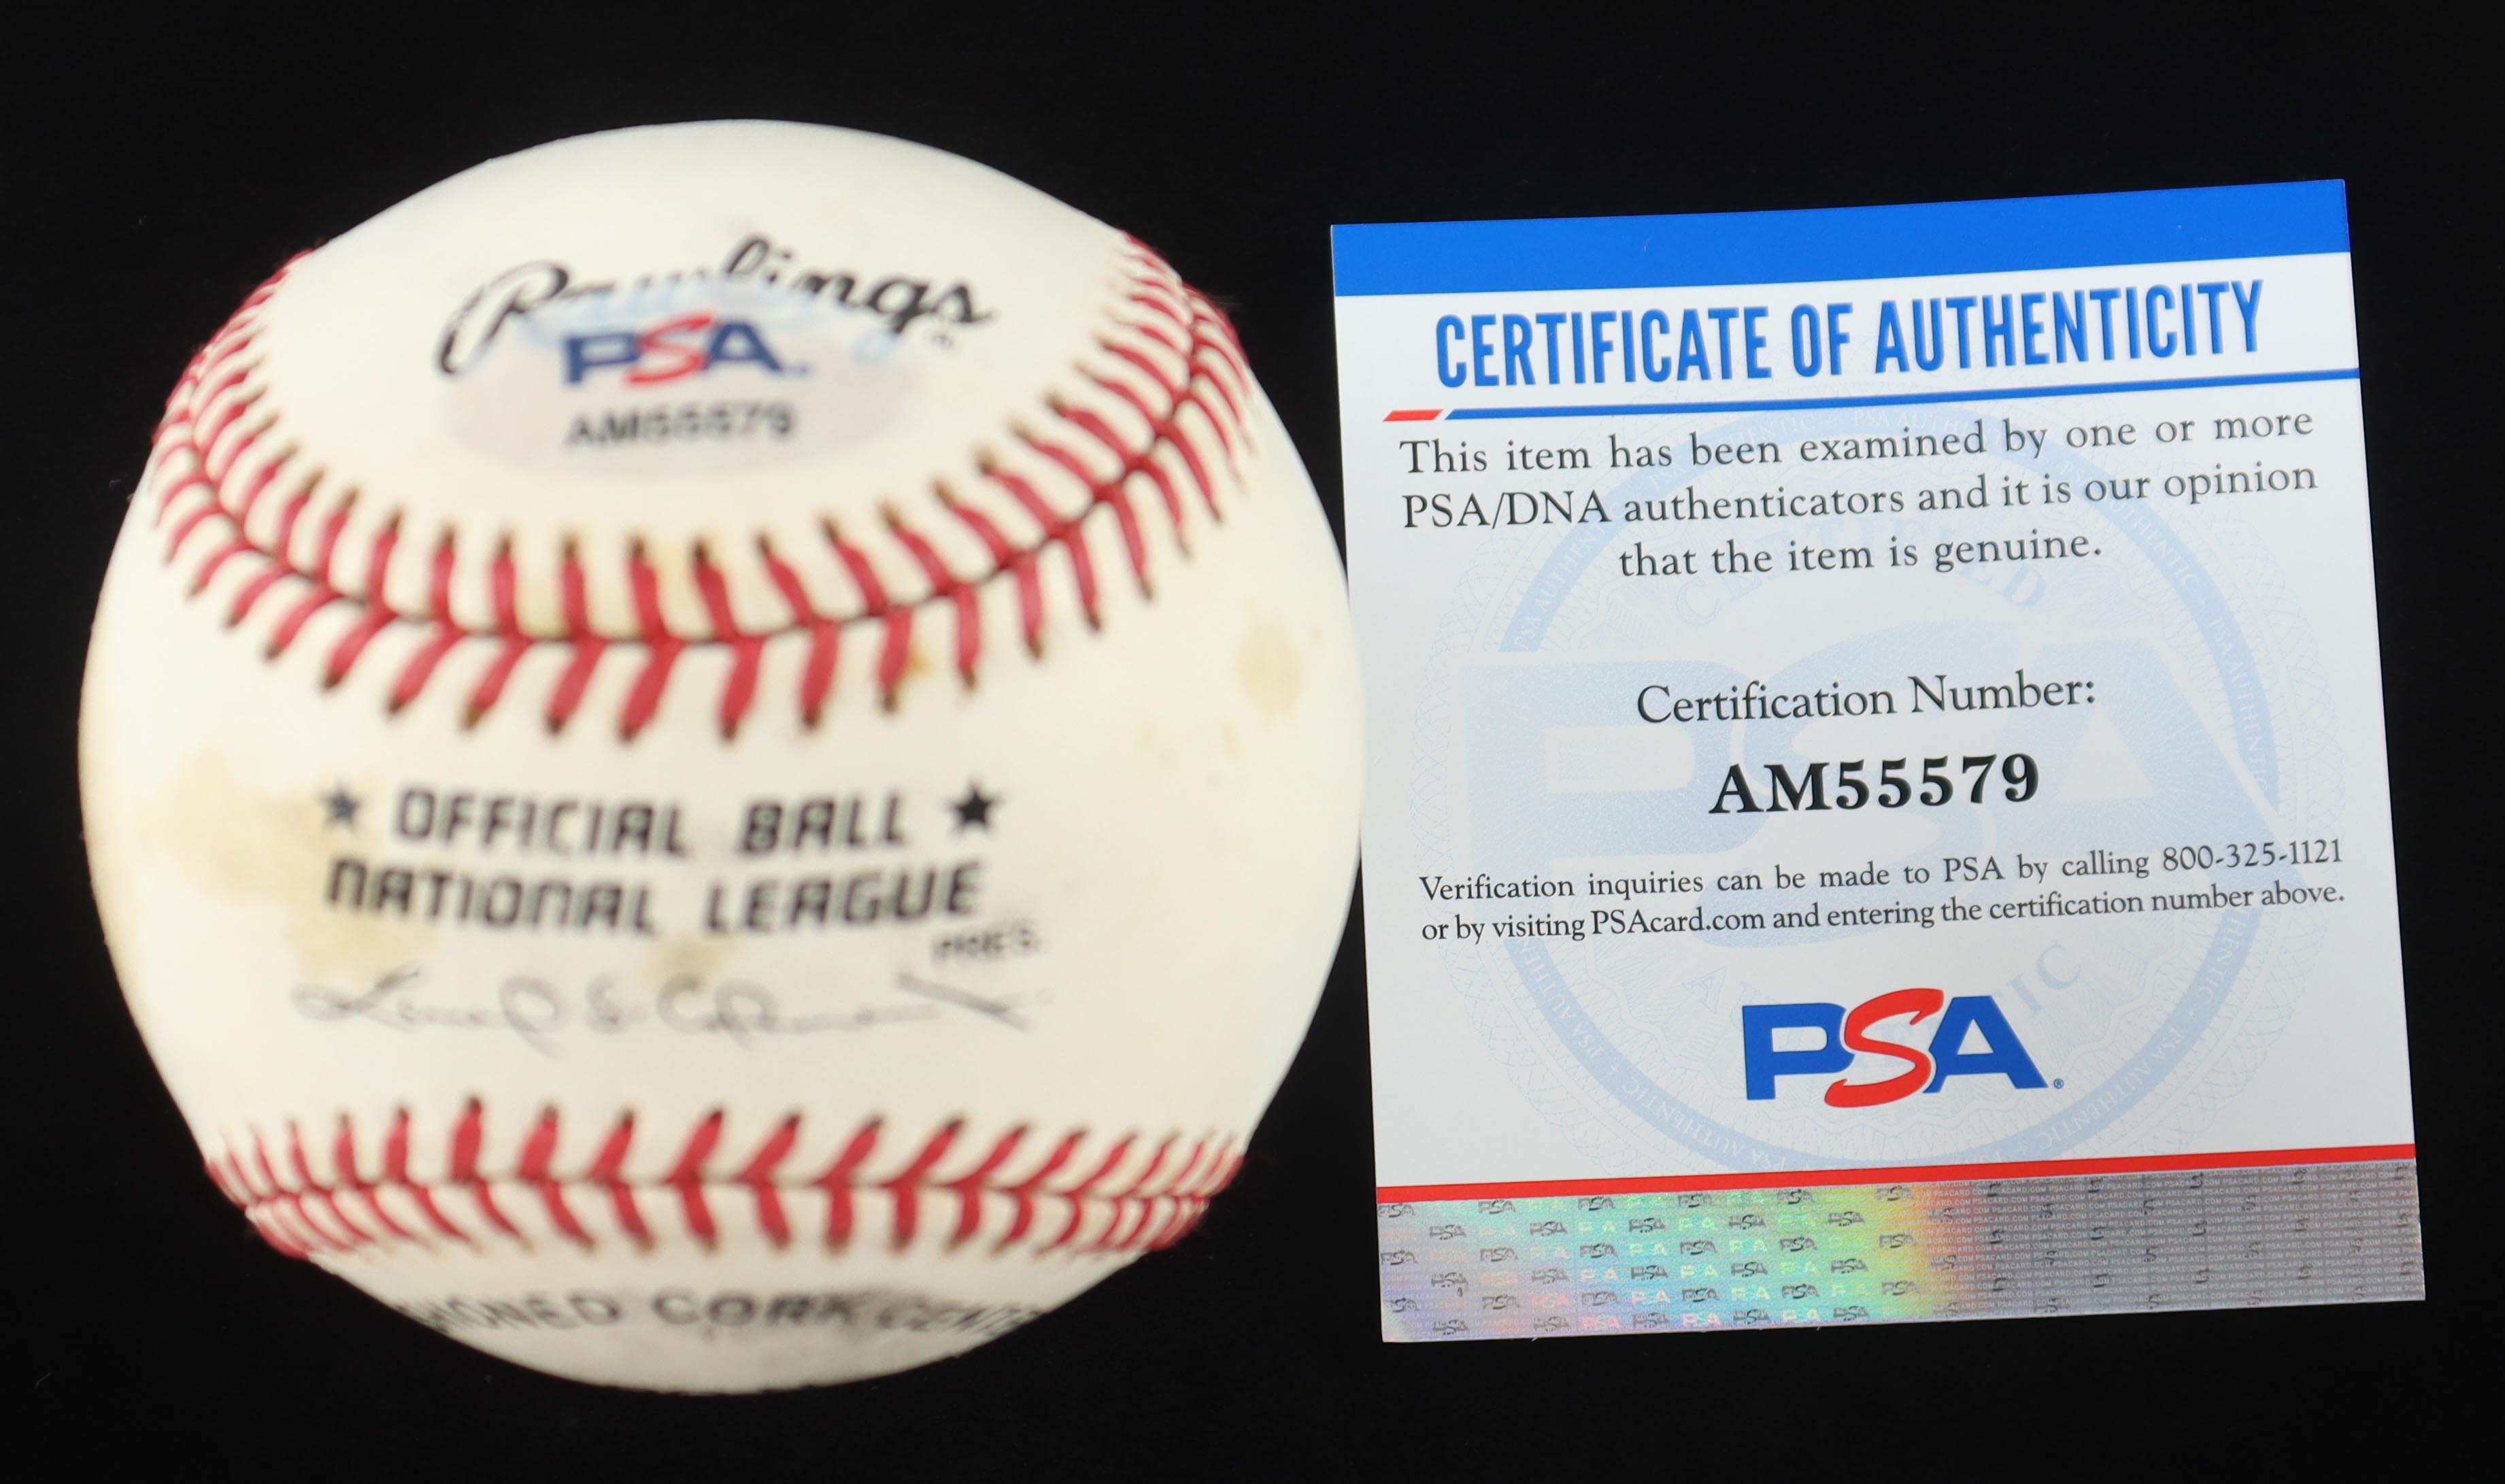 Rawlings
PSA
AM55579
★ OFFICIAL BALL ★
NATIONAL LEAGUE
PRES.
CORK
CERTIFICATE OF AUTHENTICITY
This item has been examined by one or more
PSA/DNA authenticators and it is our opinion
that the item is genuine.
Certification Number:
AM55579
Verification inquiries can be made to PSA by calling 800-325-1121
or by visiting PSAcard.com and entering the certification number above.
PSA®